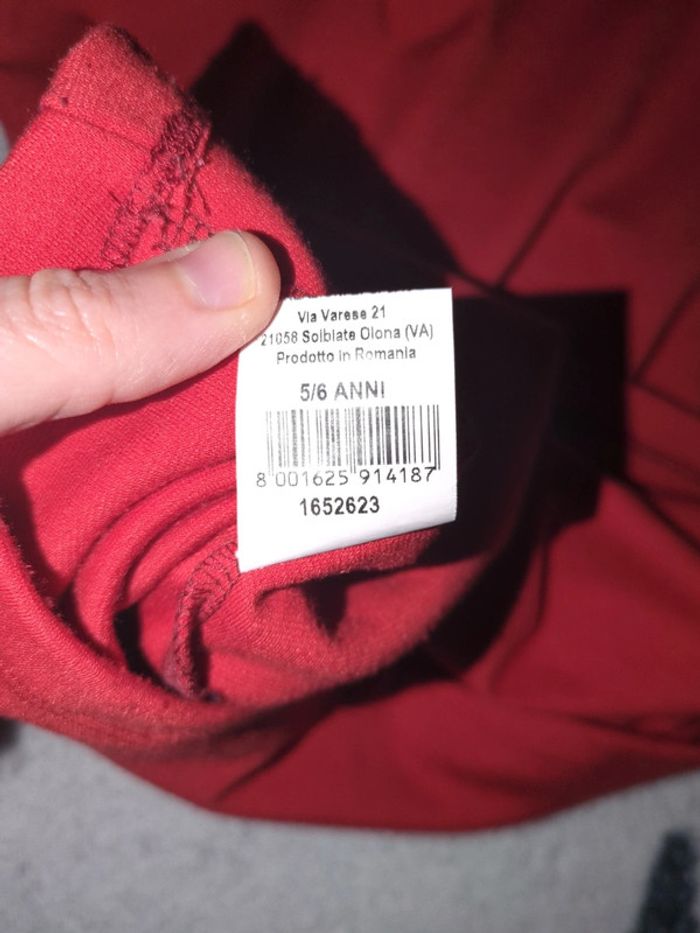 Via Varese 21
21058 Solbiate Olona (VA)
Prodotto in Romania
5/6 ANNI
8 001625 914187
1652623